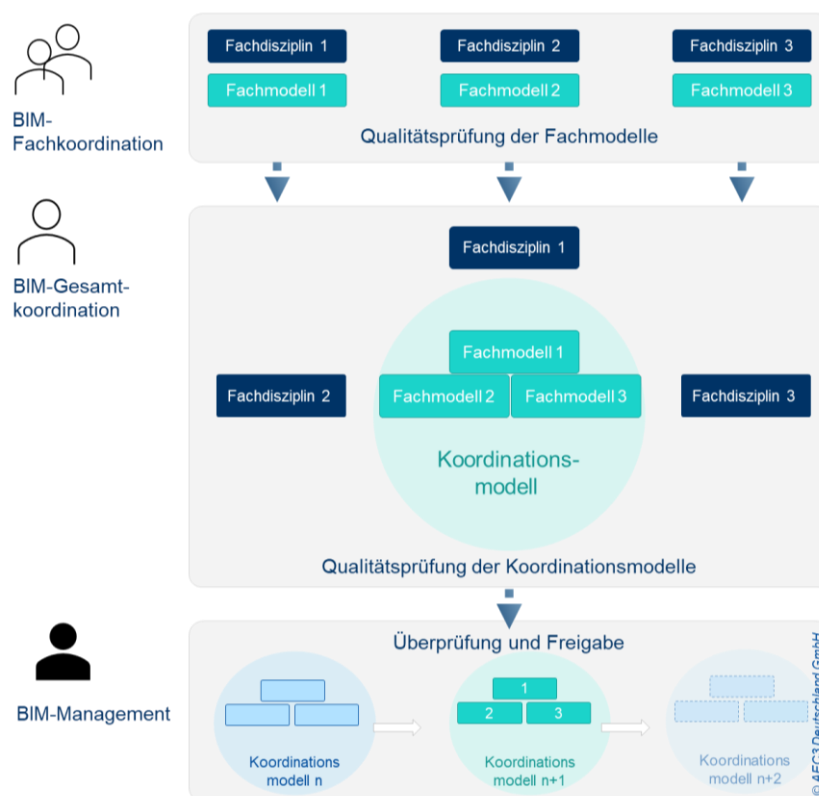 Fachdisziplin 1
Fachdisziplin 2
Fachdisziplin 3
Fachmodell 1
Fachmodell 2
Fachmodell 3
BIM-
Fachkoordination
Qualitätsprüfung der Fachmodelle
BIM-Gesamt-
koordination
Fachdisziplin 1
Fachmodell 1
Fachdisziplin 2
Fachmodell 2
Fachmodell 3
Fachdisziplin 3
Koordinations-
modell
Qualitätsprüfung der Koordinationsmodelle
BIM-Management
Überprüfung und Freigabe
1
2
3
Koordinations
modell n
Koordinations
modell n+1
Koordinations
modell n+2
© AEC3 Deutschland GmbH